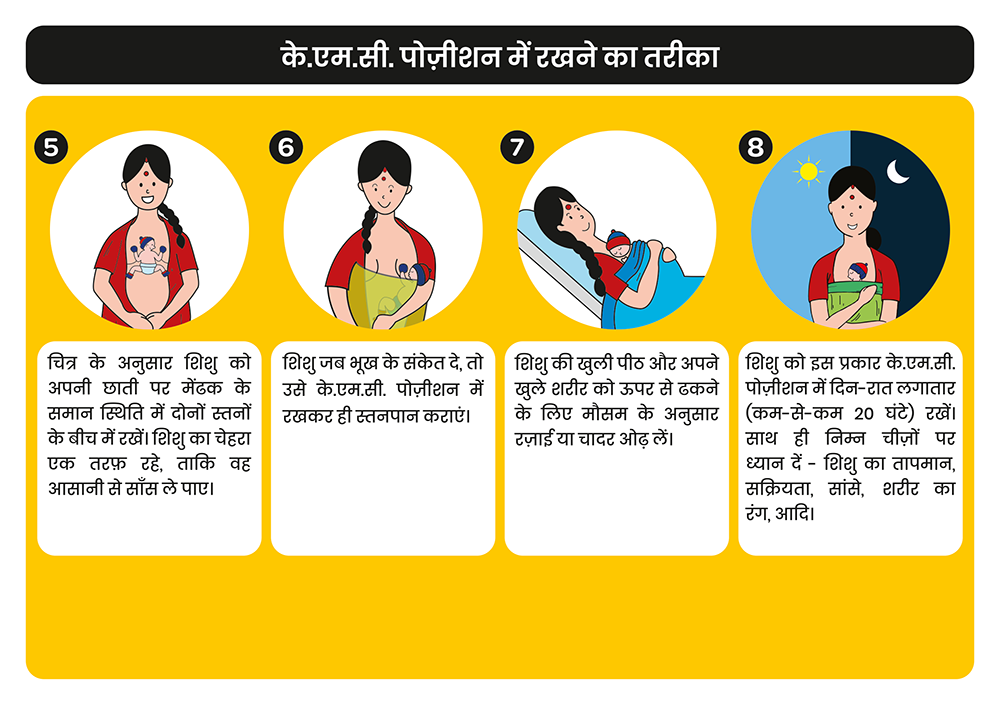 के.एम.सी. पोज़ीशन में रखने का तरीका
5
चित्र के अनुसार शिशु को
अपनी छाती पर मेंढक के
समान स्थिति में दोनों स्तनों
के बीच में रखें। शिशु का चेहरा
एक तरफ़ रहे, ताकि वह
आसानी से साँस ले पाए।
6
शिशु जब भूख के संकेत दे, तो
उसे के.एम.सी. पोज़ीशन में
रखकर ही स्तनपान कराएं।
7
शिशु की खुली पीठ और अपने
खुले शरीर को ऊपर से ढकने
के लिए मौसम के अनुसार
रज़ाई या चादर ओढ़ लें।
8
शिशु को इस प्रकार के.एम.सी.
पोज़ीशन में दिन-रात लगातार
(कम-से-कम 20 घंटे) रखें।
साथ ही निम्न चीज़ों पर
ध्यान दें - शिशु का तापमान,
सक्रियता, सांसे, शरीर का
रंग, आदि।